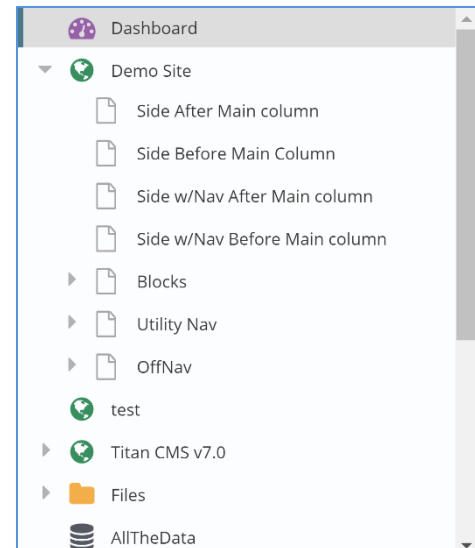 Dashboard
Demo Site
Side After Main column
Side Before Main Column
Side w/Nav After Main column
Side w/Nav Before Main column
Blocks
Utility Nav
OffNav
test
Titan CMS v7.0
Files
AllTheData